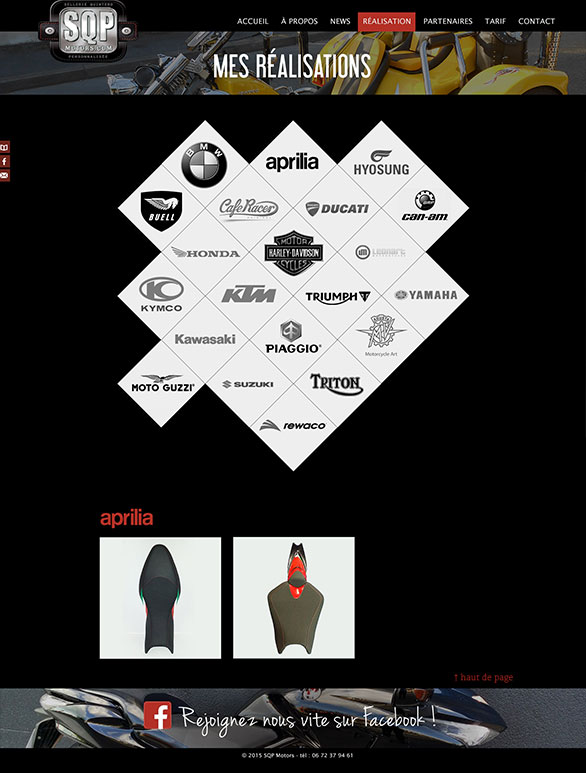 SELLERIE QUINTARD
SQP
MOTORS.COM
PERSONNALISÉE
ACCUEIL À PROPOS NEWS RÉALISATION PARTENAIRES TARIF CONTACT
MES RÉALISATIONS
BMW
aprilia
HYOSUNG
BUELL
Cafe Racer
DUCATI
can-am
HONDA
MOTOR
HARLEY-DAVIDSON
CYCLES
KYMCO
KTM
TRIUMPH
YAMAHA
Kawasaki
PIAGGIO
Motorcycle Art
MOTO GUZZI
SUZUKI
TRITON
rewaco
aprilia
↑ haut de page
f Rejoignez nous vite sur Facebook !
© 2015 SQP Motors - tél : 06 72 37 94 61